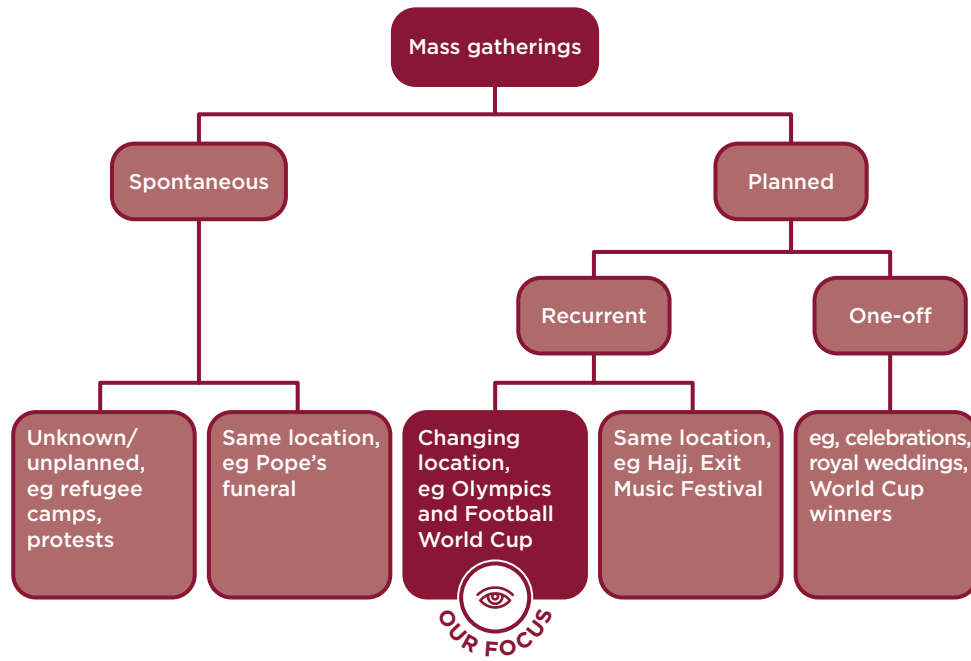 Mass gatherings
Spontaneous
Planned
Recurrent
One-off
Unknown/
unplanned,
eg refugee
camps,
protests
Same location,
eg Pope's
funeral
Changing
location,
eg Olympics
and Football
World Cup
Same location,
eg Hajj, Exit
Music Festival
eg, celebrations,
royal weddings,
World Cup
winners
OUR FOCUS